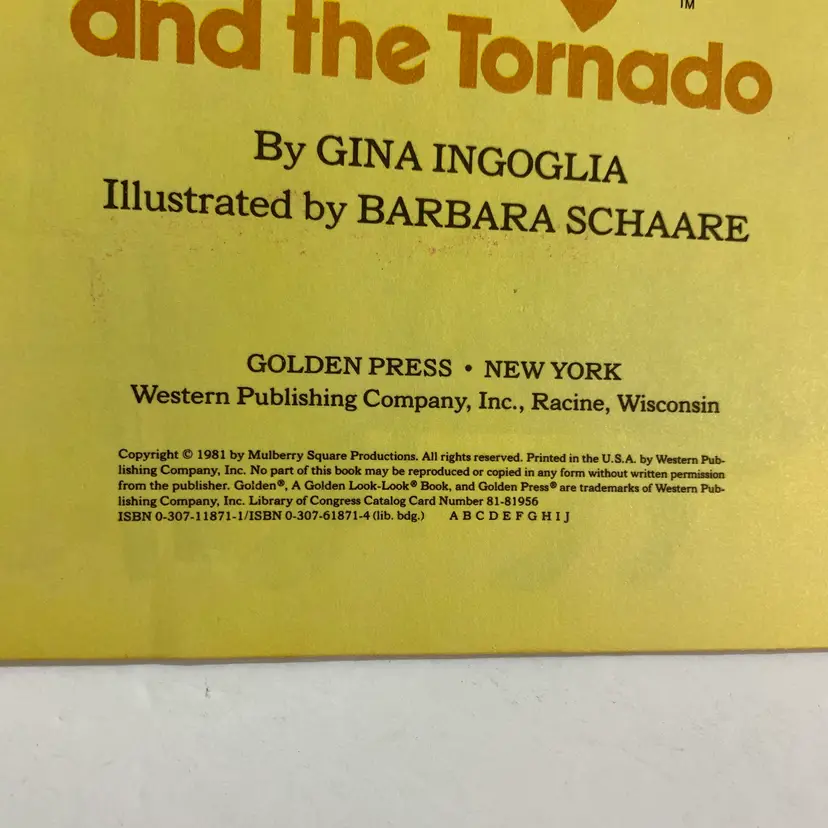 TM
and the Tornado
By GINA INGOGLIA
Illustrated by BARBARA SCHAARE
GOLDEN PRESS • NEW YORK
Western Publishing Company, Inc., Racine, Wisconsin
Copyright © 1981 by Mulberry Square Productions. All rights reserved. Printed in the U.S.A. by Western Pub-
lishing Company, Inc. No part of this book may be reproduced or copied in any form without written permission
from the publisher. Golden®, A Golden Look-Look® Book, and Golden Press® are trademarks of Western Pub-
lishing Company, Inc. Library of Congress Catalog Card Number 81-81956
ISBN 0-307-11871-1/ISBN 0-307-61871-4 (lib. bdg.) A B C D E F G H I J